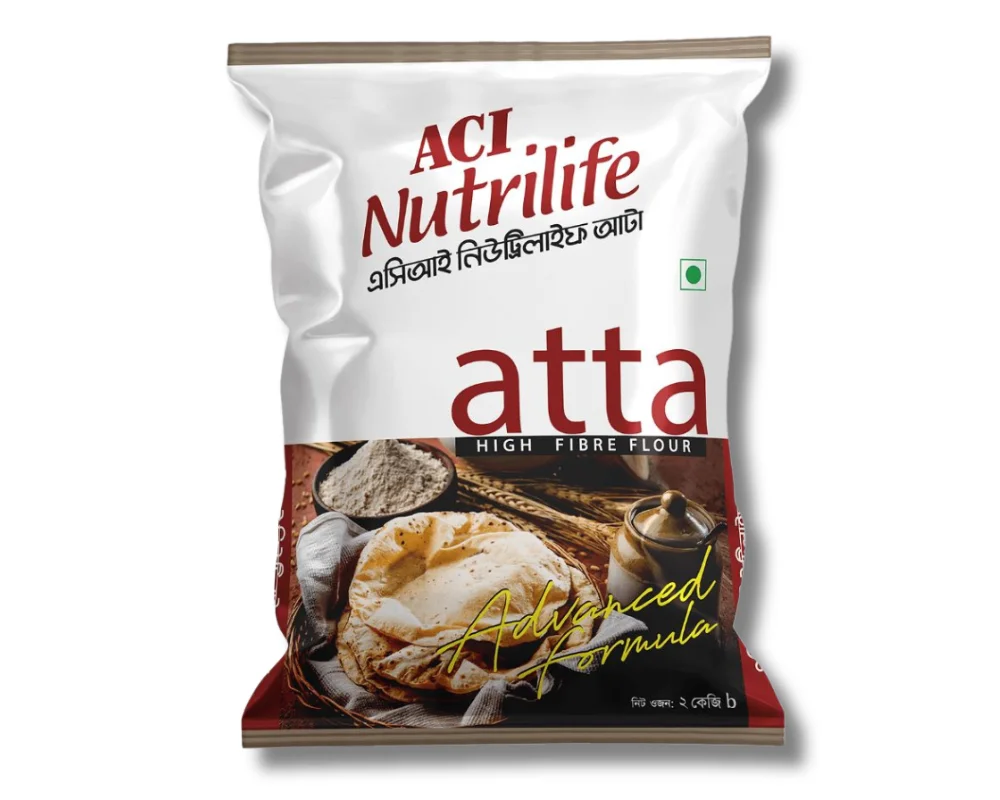 ACI
Nutrilife
এসিআই নিউট্রিলাইফ আটা
atta
HIGH FIBRE FLOUR
Advanced
formula
নিট ওজন: ২ কেজি b